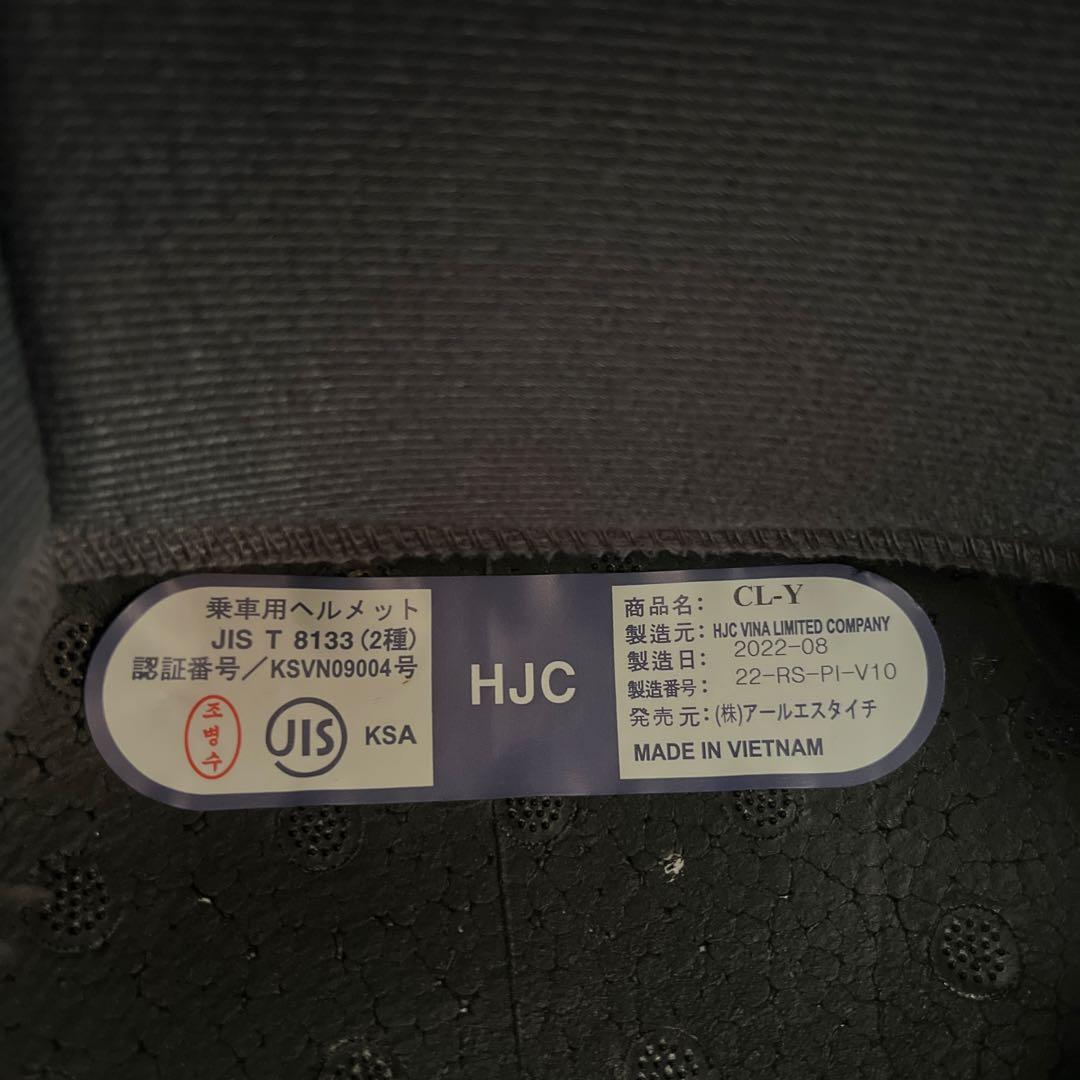 乗車用ヘルメット
JIS T 8133 (2種)
認証番号/KSVN09004号
조병수
JIS
KSA
HJC
商品名: CL-Y
製造元: HJC VINA LIMITED COMPANY
製造日: 2022-08
製造番号: 22-RS-PI-V10
発売元: (株)アールエスタイチ
MADE IN VIETNAM